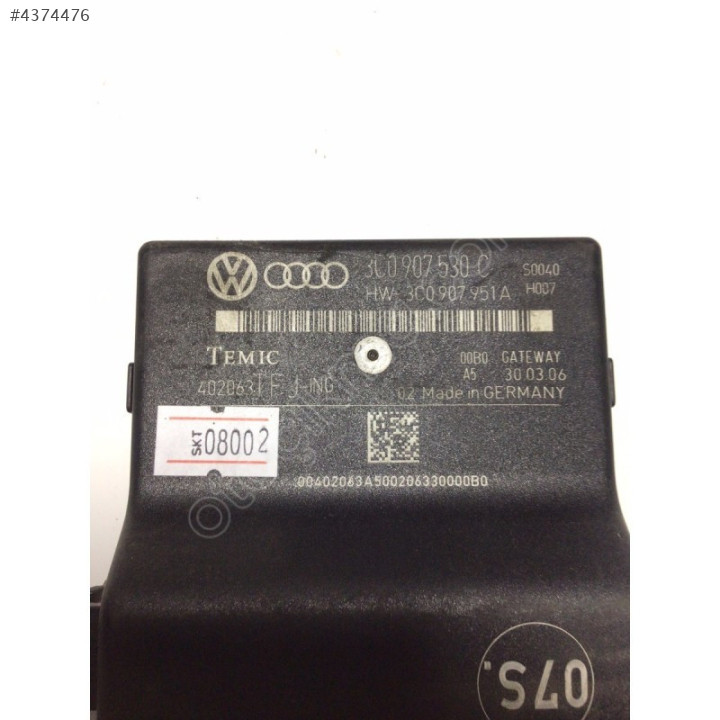 #4374476
3C0 907 530 C
S0040
HW- 3C0 907 951A
H007
TEMIC
00B0 GATEWAY
A5 30.03.06
402063
02 Made in GERMANY
SKT 08002
00402063A500206330000B0
07S.